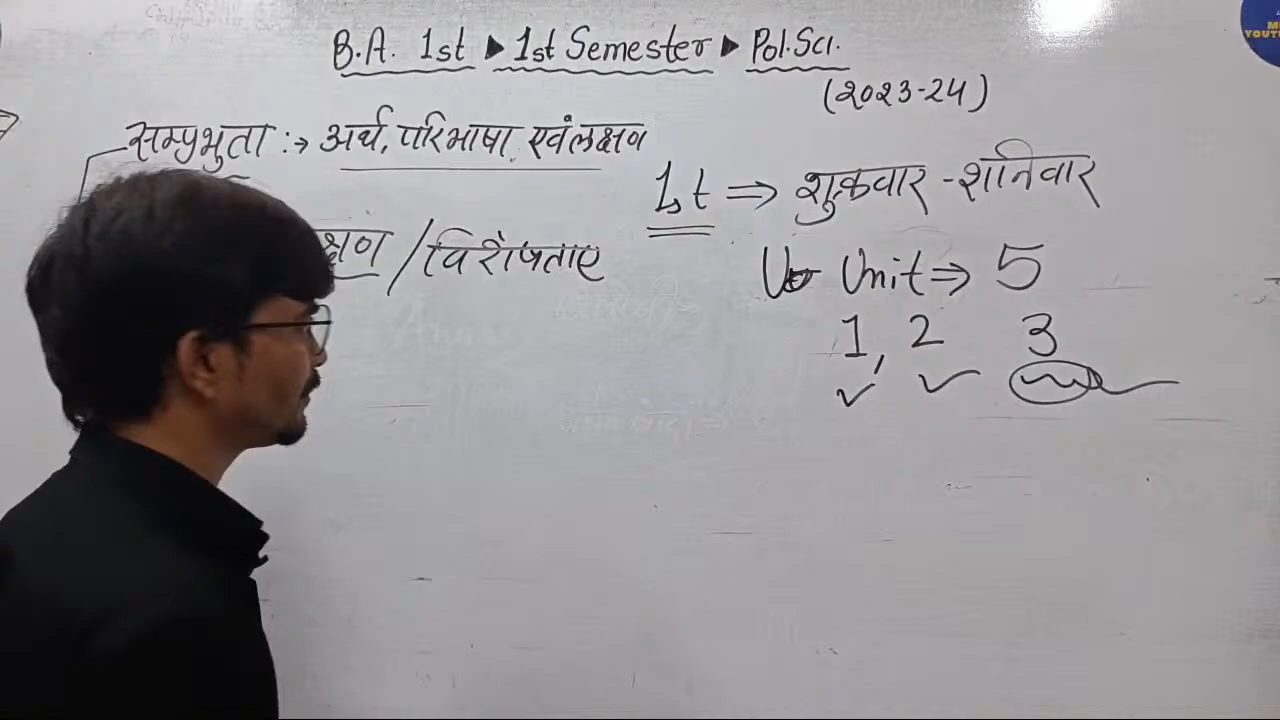 B.A. 1st ▶ 1st Semester ▶ Pol.Sci.
(2023-24)
सम्प्रभुता :→ अर्थ, परिभाषा एवं लक्षण
1st ⇒ शुक्रवार - शनिवार
क्षण / विशेषताए
Unit ⇒ 5
1, 2 3